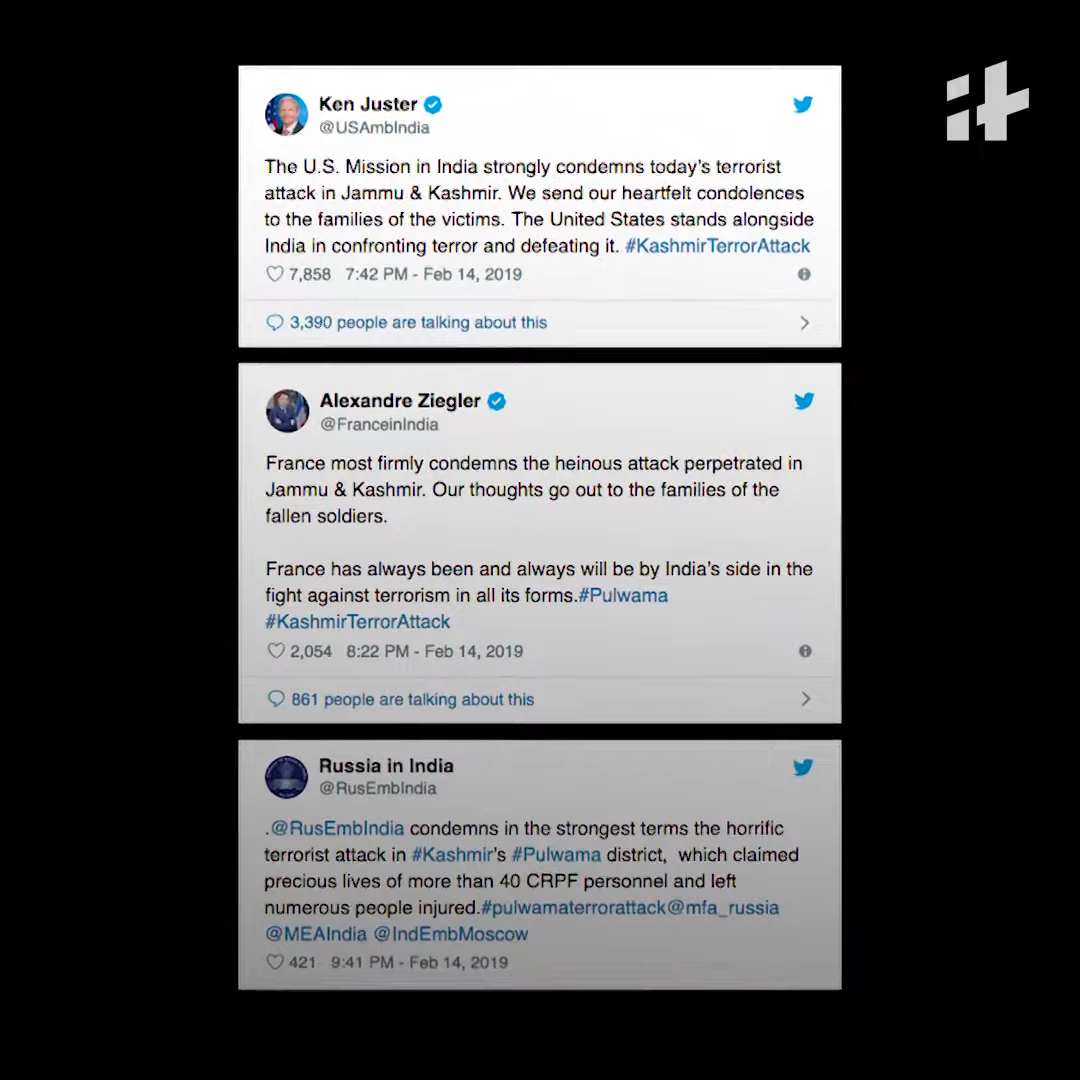 Ken Juster
@USAmbIndia
The U.S. Mission in India strongly condemns today's terrorist
attack in Jammu & Kashmir. We send our heartfelt condolences
to the families of the victims. The United States stands alongside
India in confronting terror and defeating it. #KashmirTerrorAttack
7,858 7:42 PM - Feb 14, 2019
3,390 people are talking about this
Alexandre Ziegler
@FranceinIndia
France most firmly condemns the heinous attack perpetrated in
Jammu & Kashmir. Our thoughts go out to the families of the
fallen soldiers.
France has always been and always will be by India's side in the
fight against terrorism in all its forms.#Pulwama
#KashmirTerrorAttack
2,054 8:22 PM - Feb 14, 2019
861 people are talking about this
Russia in India
@RusEmbIndia
.@RusEmbIndia condemns in the strongest terms the horrific
terrorist attack in #Kashmir's #Pulwama district, which claimed
precious lives of more than 40 CRPF personnel and left
numerous people injured.#pulwamaterrorattack@mfa_russia
@MEAIndia @IndEmbMoscow
421 9:41 PM - Feb 14, 2019
it